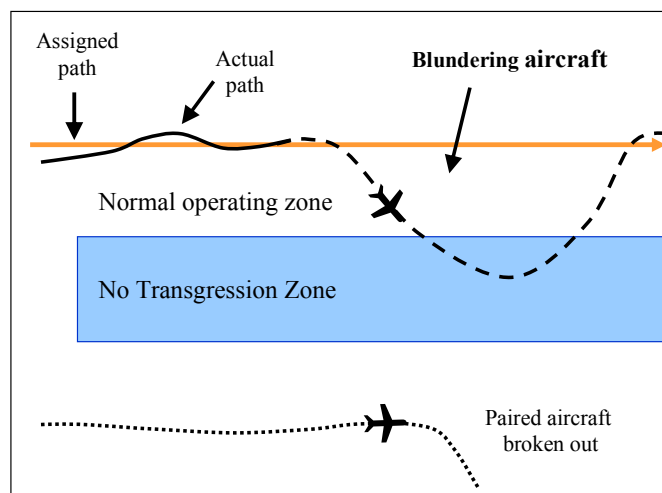 Assigned
path
Actual
path
Blundering aircraft
Normal operating zone
No Transgression Zone
Paired aircraft
broken out